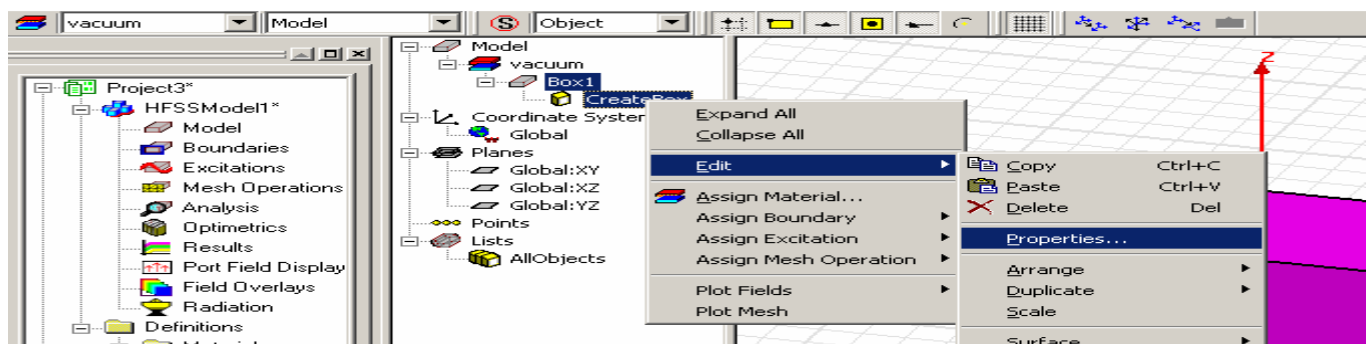 vacuum
Model
S
Object
Project3*
HFSSModel1*
Model
Boundaries
Excitations
Mesh Operations
Analysis
Optimetrics
Results
Port Field Display
Field Overlays
Radiation
Definitions
Model
vacuum
Box1
CreateBox
Coordinate System
Global
Planes
Global:XY
Global:XZ
Global:YZ
Points
Lists
AllObjects
Expand All
Collapse All
Edit
Assign Material...
Assign Boundary
Assign Excitation
Assign Mesh Operation
Plot Fields
Plot Mesh
Copy Ctrl+C
Paste Ctrl+V
Delete Del
Properties...
Arrange
Duplicate
Scale
Surface
Z